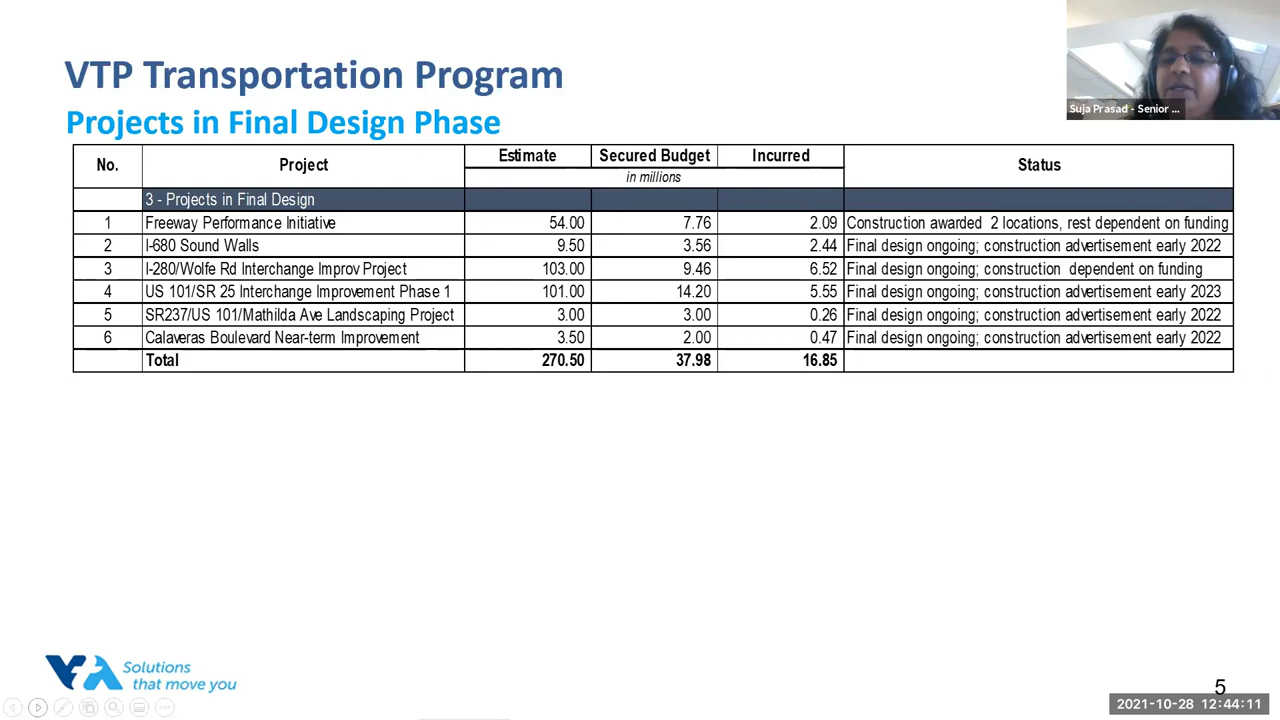 VTP Transportation Program
Projects in Final Design Phase
Suja Prasad - Senior ...
No. Project Estimate Secured Budget Incurred Status
in millions
3 - Projects in Final Design
1 Freeway Performance Initiative 54.00 7.76 2.09 Construction awarded 2 locations, rest dependent on funding
2 I-680 Sound Walls 9.50 3.56 2.44 Final design ongoing; construction advertisement early 2022
3 I-280/Wolfe Rd Interchange Improv Project 103.00 9.46 6.52 Final design ongoing; construction dependent on funding
4 US 101/SR 25 Interchange Improvement Phase 1 101.00 14.20 5.55 Final design ongoing; construction advertisement early 2023
5 SR237/US 101/Mathilda Ave Landscaping Project 3.00 3.00 0.26 Final design ongoing; construction advertisement early 2022
6 Calaveras Boulevard Near-term Improvement 3.50 2.00 0.47 Final design ongoing; construction advertisement early 2022
Total 270.50 37.98 16.85
VTA Solutions
that move you
5
2021-10-28 12:44:11